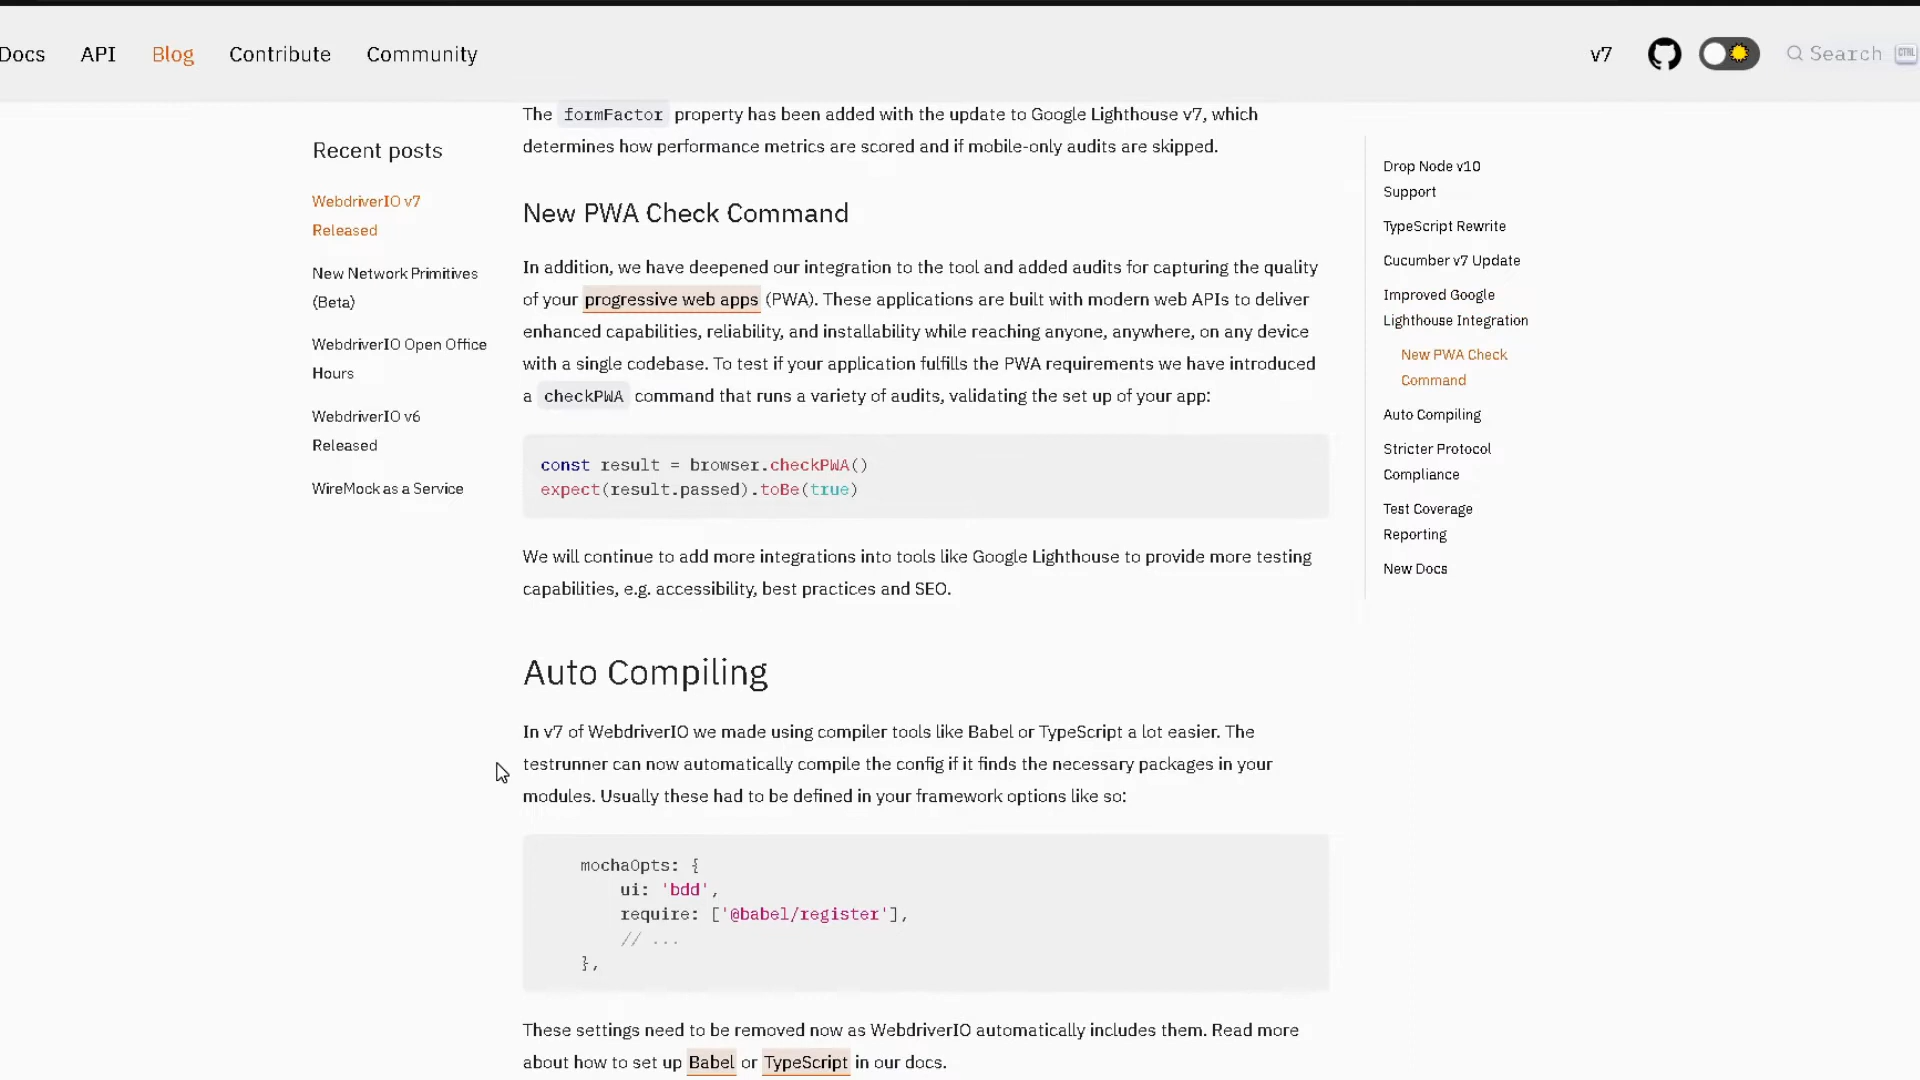 Docs API Blog Contribute Community v7 Search CTRL
Recent posts
WebdriverIO v7
Released
New Network Primitives
(Beta)
WebdriverIO Open Office
Hours
WebdriverIO v6
Released
WireMock as a Service
The formFactor property has been added with the update to Google Lighthouse v7, which
determines how performance metrics are scored and if mobile-only audits are skipped.
New PWA Check Command
In addition, we have deepened our integration to the tool and added audits for capturing the quality
of your progressive web apps (PWA). These applications are built with modern web APIs to deliver
enhanced capabilities, reliability, and installability while reaching anyone, anywhere, on any device
with a single codebase. To test if your application fulfills the PWA requirements we have introduced
a checkPWA command that runs a variety of audits, validating the set up of your app:
const result = browser.checkPWA()
expect(result.passed).toBe(true)
We will continue to add more integrations into tools like Google Lighthouse to provide more testing
capabilities, e.g. accessibility, best practices and SEO.
Auto Compiling
In v7 of WebdriverIO we made using compiler tools like Babel or TypeScript a lot easier. The
testrunner can now automatically compile the config if it finds the necessary packages in your
modules. Usually these had to be defined in your framework options like so:
mochaOpts: {
ui: 'bdd',
require: ['@babel/register'],
// ...
},
These settings need to be removed now as WebdriverIO automatically includes them. Read more
about how to set up Babel or TypeScript in our docs.
Drop Node v10
Support
TypeScript Rewrite
Cucumber v7 Update
Improved Google
Lighthouse Integration
New PWA Check
Command
Auto Compiling
Stricter Protocol
Compliance
Test Coverage
Reporting
New Docs